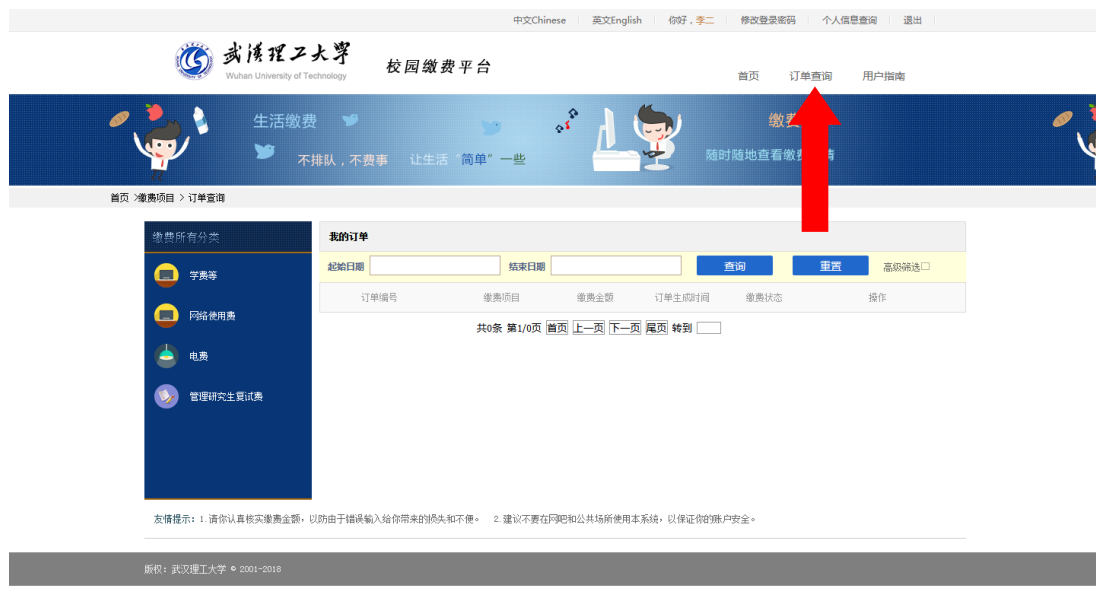 中文Chinese 英文English 你好，李二 修改登录密码 个人信息查询 退出
武汉理工大学
Wuhan University of Technology
校园缴费平台
首页 订单查询 用户指南
生活缴费
不排队，不费事 让生活“简单”一些
缴费
随时随地查看缴费
首页 >缴费项目 > 订单查询
缴费所有分类
学费等
网络使用费
电费
管理研究生复试费
我的订单
起始日期 结束日期 查询 重置 高级筛选
订单编号 缴费项目 缴费金额 订单生成时间 缴费状态 操作
共0条 第1/0页 首页 上一页 下一页 尾页 转到
友情提示：1.请你认真核实缴费金额，以防由于错误输入给你带来的损失和不便。 2.建议不要在网吧和公共场所使用本系统，以保证你的账户安全。
版权：武汉理工大学 © 2001-2018